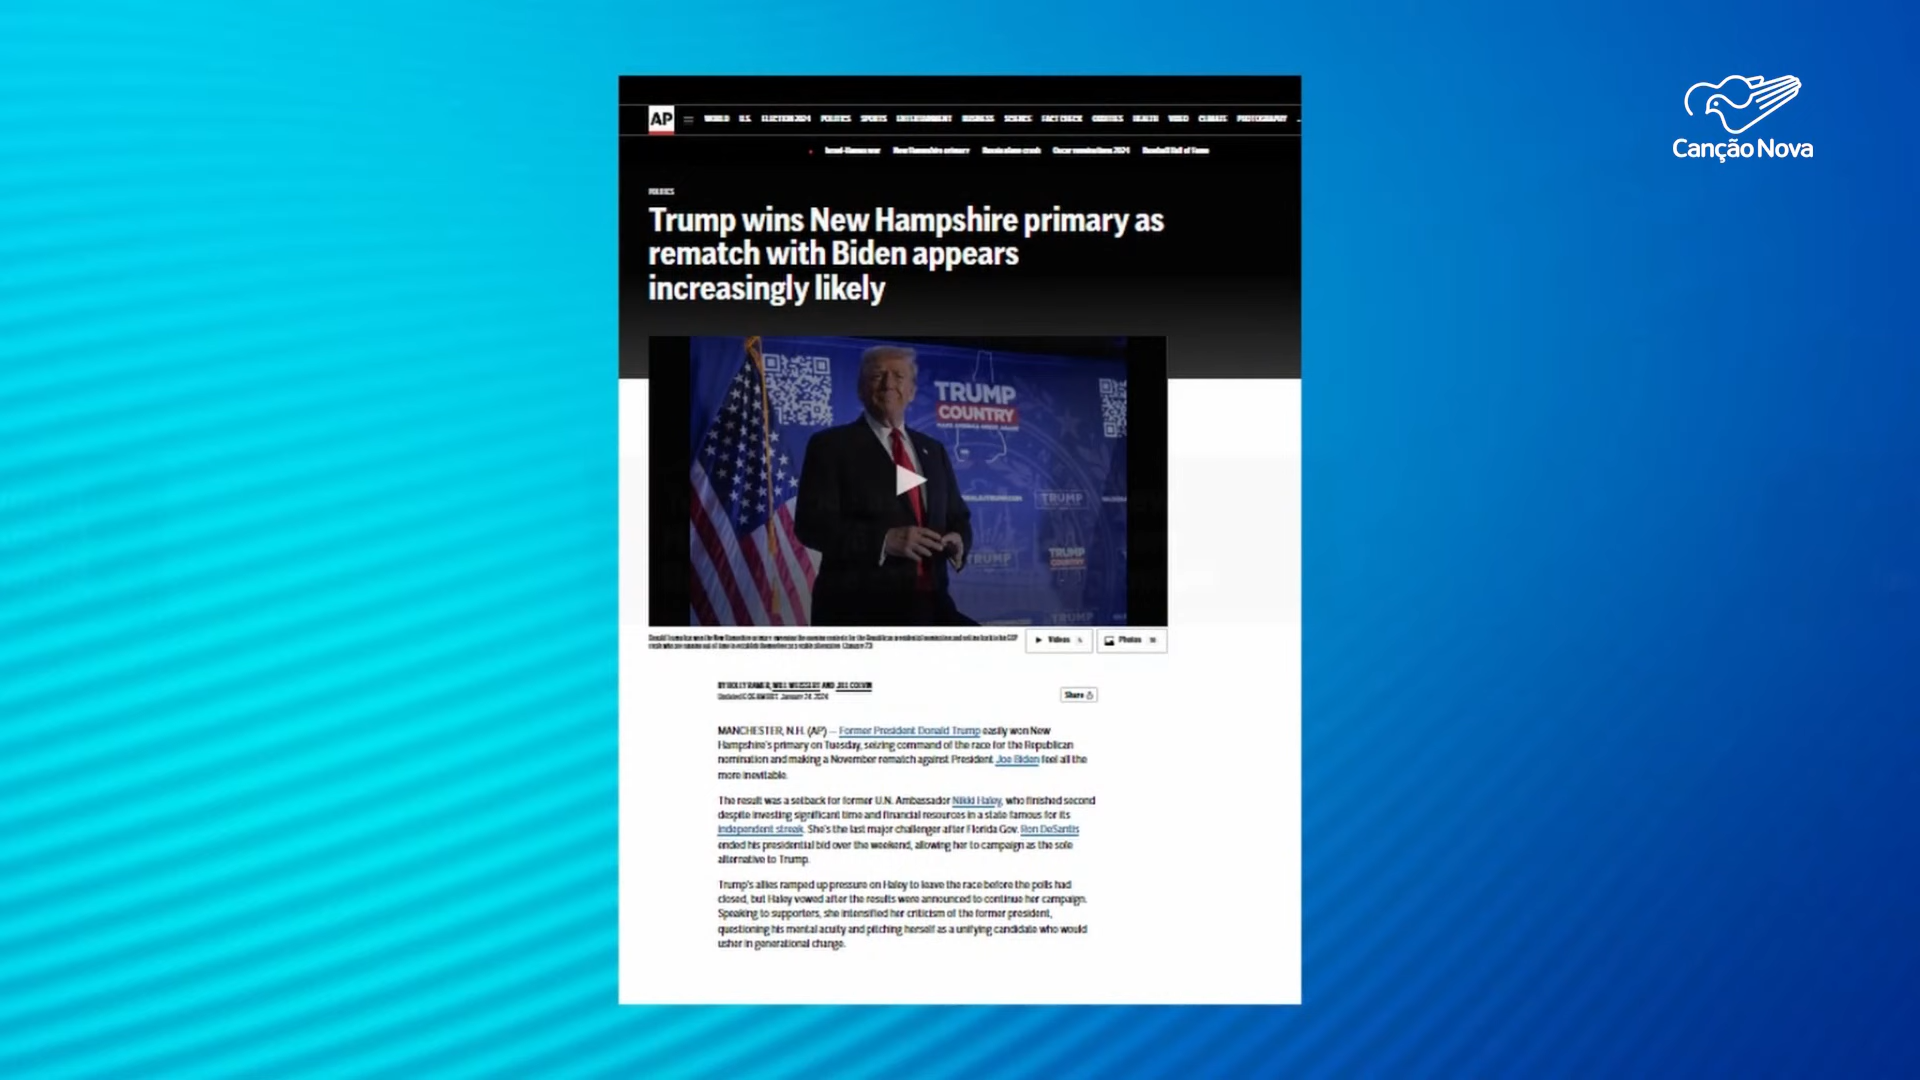 Canção Nova
AP
WORLD U.S. ELECTION 2024 POLITICS SPORTS ENTERTAINMENT BUSINESS SCIENCE FACT CHECK ODDITIES HEALTH VIDEO CLIMATE PHOTOGRAPHY
Israel-Hamas war New Hampshire primary Russia plane crash Oscar nominations 2024 Baseball Hall of Fame
POLITICS
Trump wins New Hampshire primary as
rematch with Biden appears
increasingly likely
TRUMP
COUNTRY
MAKE AMERICA GREAT AGAIN
TRUMP
TRUMP
TRUMP
COUNTRY
Videos
Photos
BY HOLLY RAMER, WILL WEISSERT AND JILL COLVIN
January 24, 2024
Share
MANCHESTER, N.H. (AP) — Former President Donald Trump easily won New
Hampshire's primary on Tuesday, seizing command of the race for the Republican
nomination and making a November rematch against President Joe Biden feel all the
more inevitable.
The result was a setback for former U.N. Ambassador Nikki Haley, who finished second
despite investing significant time and financial resources in a state famous for its
independent streak. She's the last major challenger after Florida Gov. Ron DeSantis
ended his presidential bid over the weekend, allowing her to campaign as the sole
alternative to Trump.
Trump's allies ramped up pressure on Haley to leave the race before the polls had
closed, but Haley vowed after the results were announced to continue her campaign.
Speaking to supporters, she intensified her criticism of the former president,
questioning his mental acuity and pitching herself as a unifying candidate who would
usher in generational change.